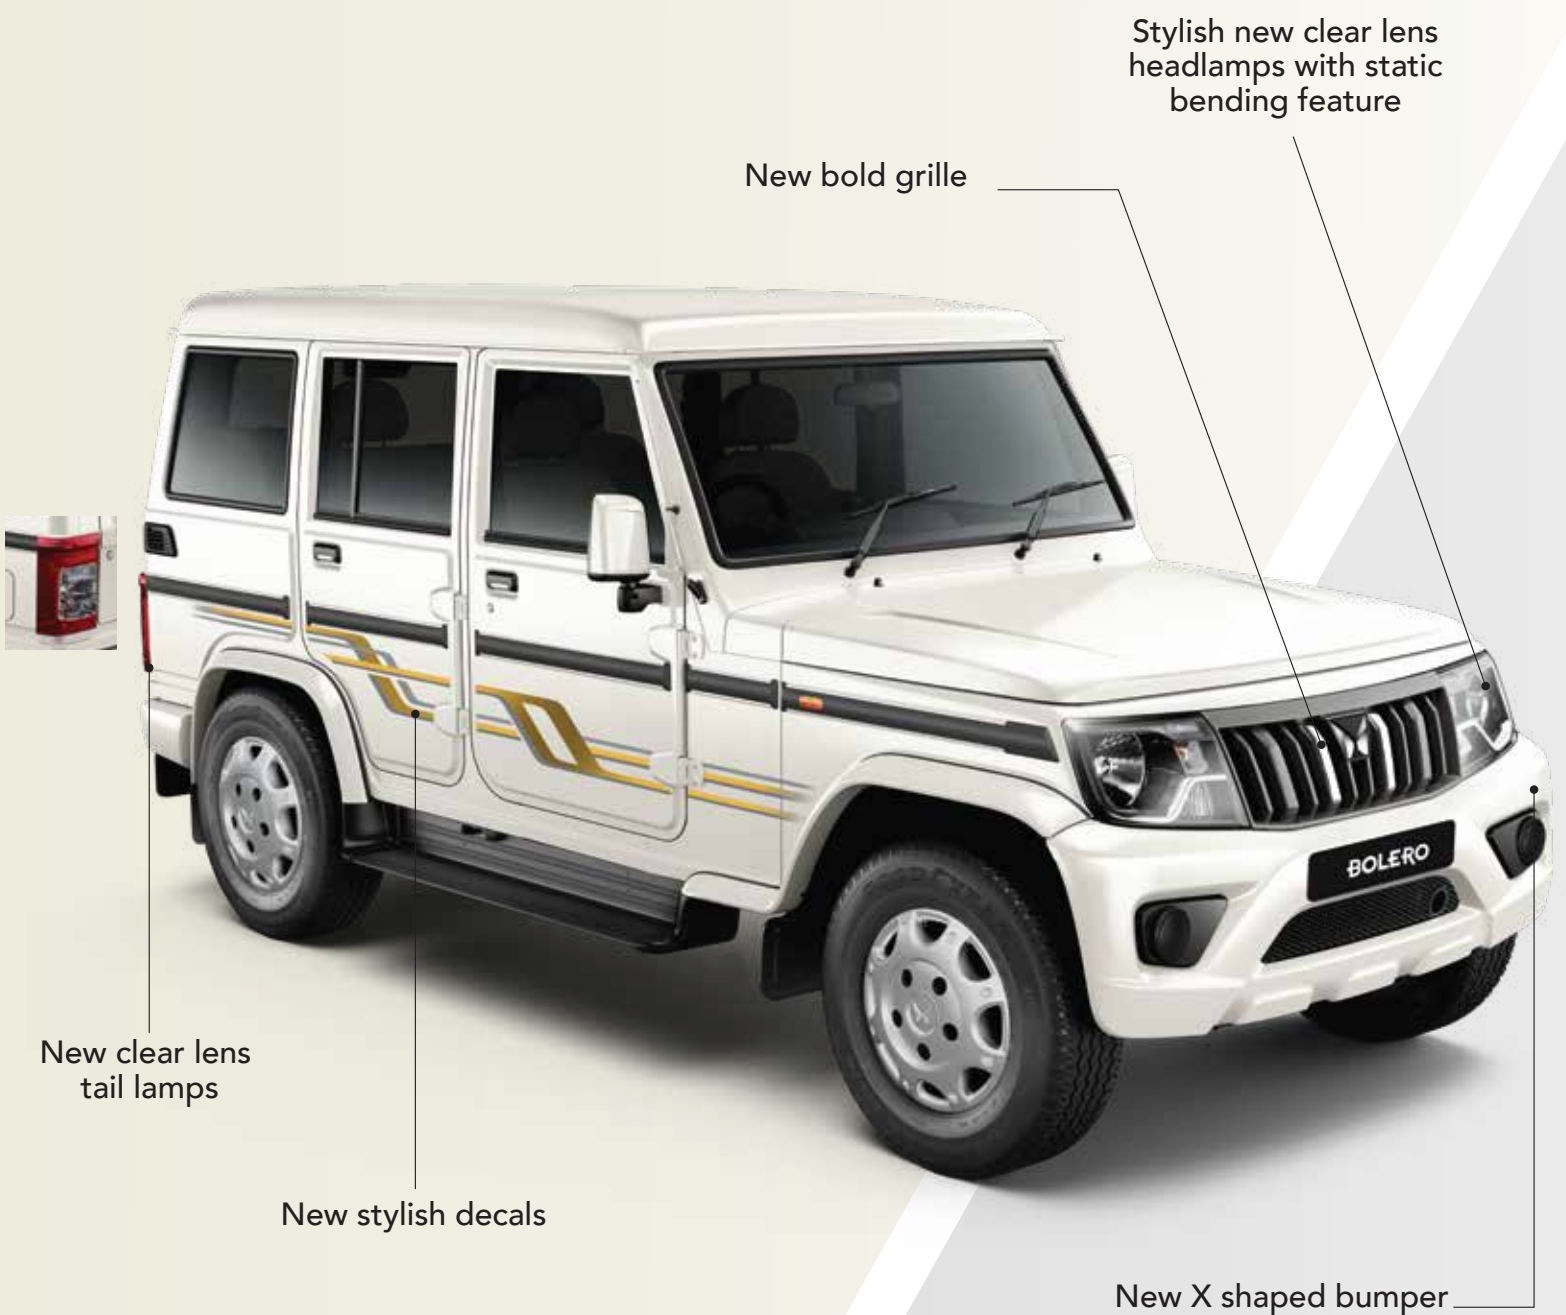 Stylish new clear lens
headlamps with static
bending feature
New bold grille
BOLERO
New clear lens
tail lamps
New stylish decals
New X shaped bumper